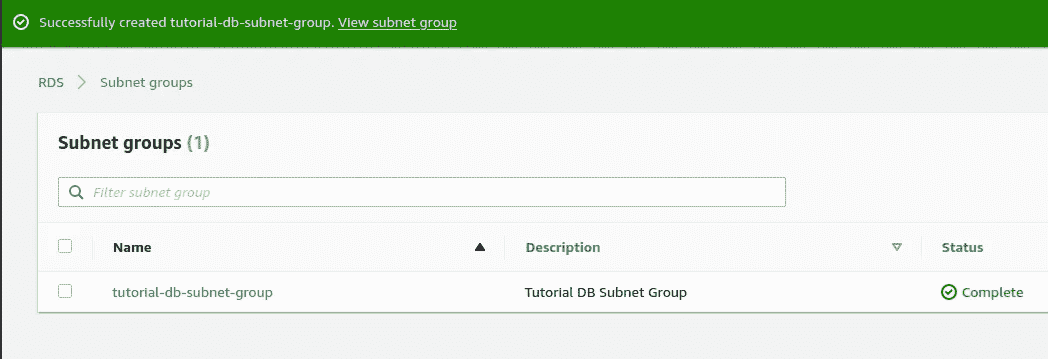 Successfully created tutorial-db-subnet-group. View subnet group
RDS Subnet groups
Subnet groups (1)
Filter subnet group
Name Description Status
tutorial-db-subnet-group Tutorial DB Subnet Group Complete